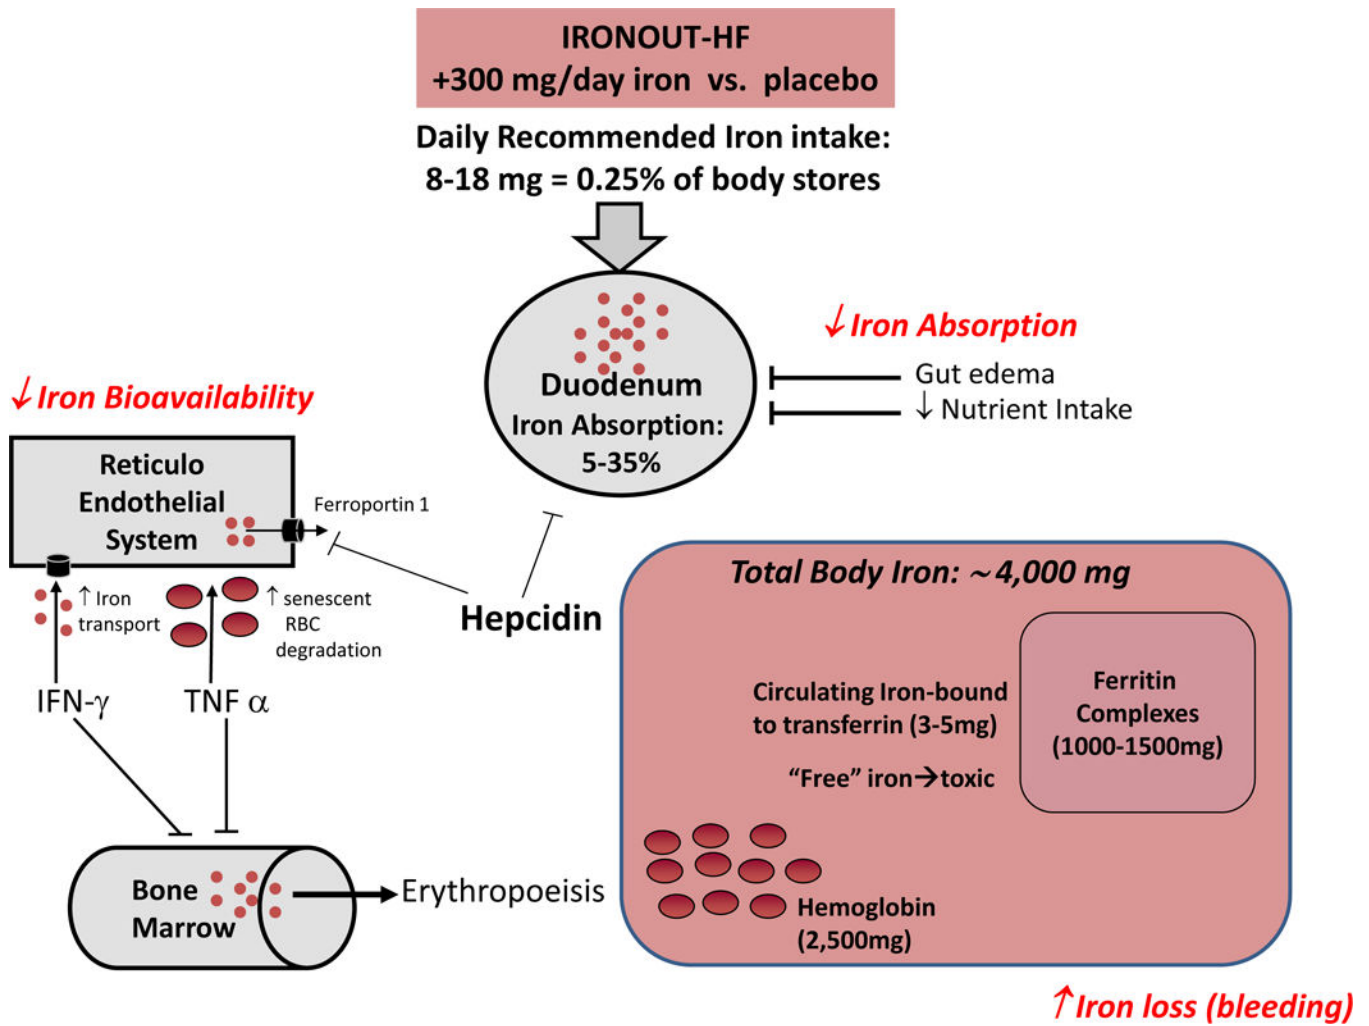 IRONOUT-HF
+300 mg/day iron vs. placebo
Daily Recommended Iron intake:
8-18 mg = 0.25% of body stores
↓Iron Absorption
Duodenum
Iron Absorption:
5-35%
Gut edema
↓ Nutrient Intake
↓Iron Bioavailability
Reticulo
Endothelial
System
Ferroportin 1
↑ Iron
transport
↑ senescent
RBC
degradation
Hepcidin
IFN-γ
TNF α
Bone
Marrow
Erythropoeisis
Total Body Iron: ~4,000 mg
Circulating Iron-bound
to transferrin (3-5mg)
Ferritin
Complexes
(1000-1500mg)
“Free” iron→toxic
Hemoglobin
(2,500mg)
↑Iron loss (bleeding)